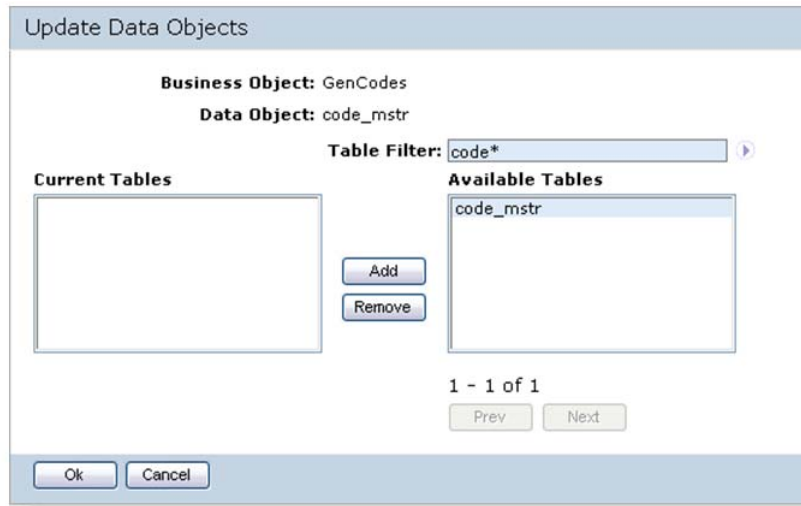 Update Data Objects
Business Object: GenCodes
Data Object: code_mstr
Table Filter: code*
Current Tables
Available Tables
code_mstr
Add
Remove
1 - 1 of 1
Prev Next
Ok Cancel